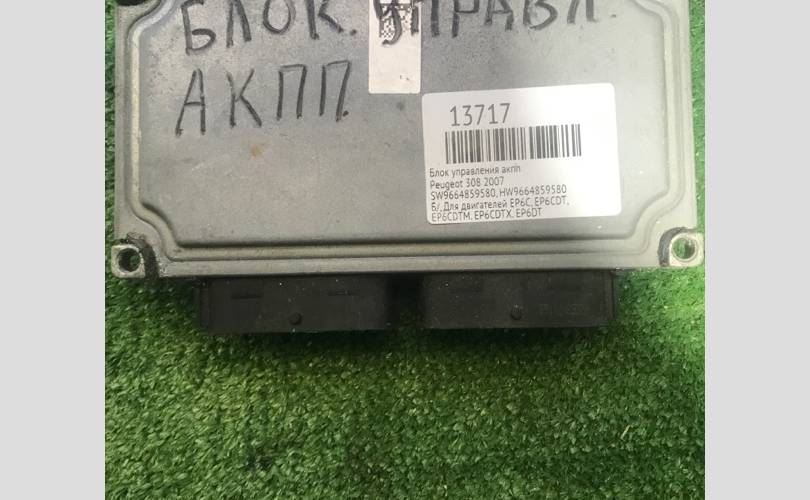 БЛОК. УПРАВЛ.
АКПП.
13717
Блок управления акпп
Peugeot 308 2007
SW9664859580, HW9664859580
Б/, Для двигателей EP6C, EP6CDT,
EP6CDTM, EP6CDTX, EP6DT